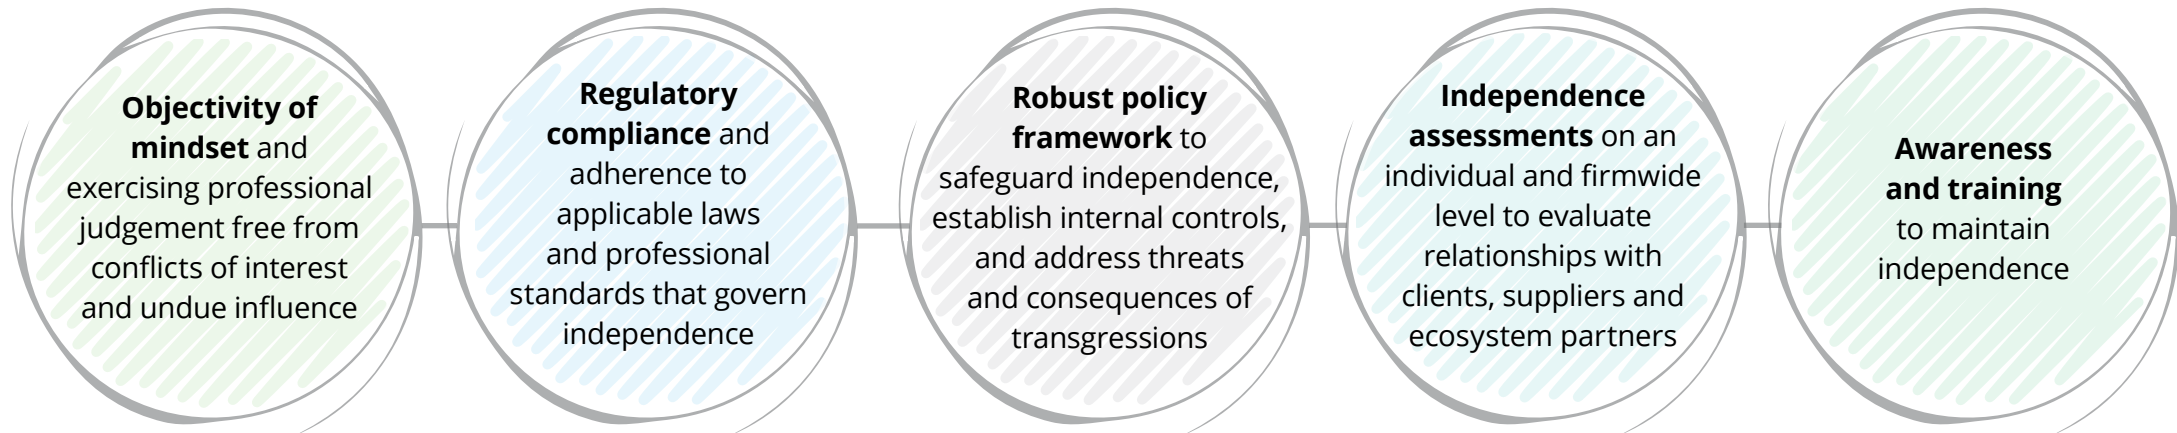 Objectivity of
mindset and
exercising professional
judgement free from
conflicts of interest
and undue influence
Regulatory
compliance and
adherence to
applicable laws
and professional
standards that govern
independence
Robust policy
framework to
safeguard independence,
establish internal controls,
and address threats
and consequences of
transgressions
Independence
assessments on an
individual and firmwide
level to evaluate
relationships with
clients, suppliers and
ecosystem partners
Awareness
and training
to maintain
independence